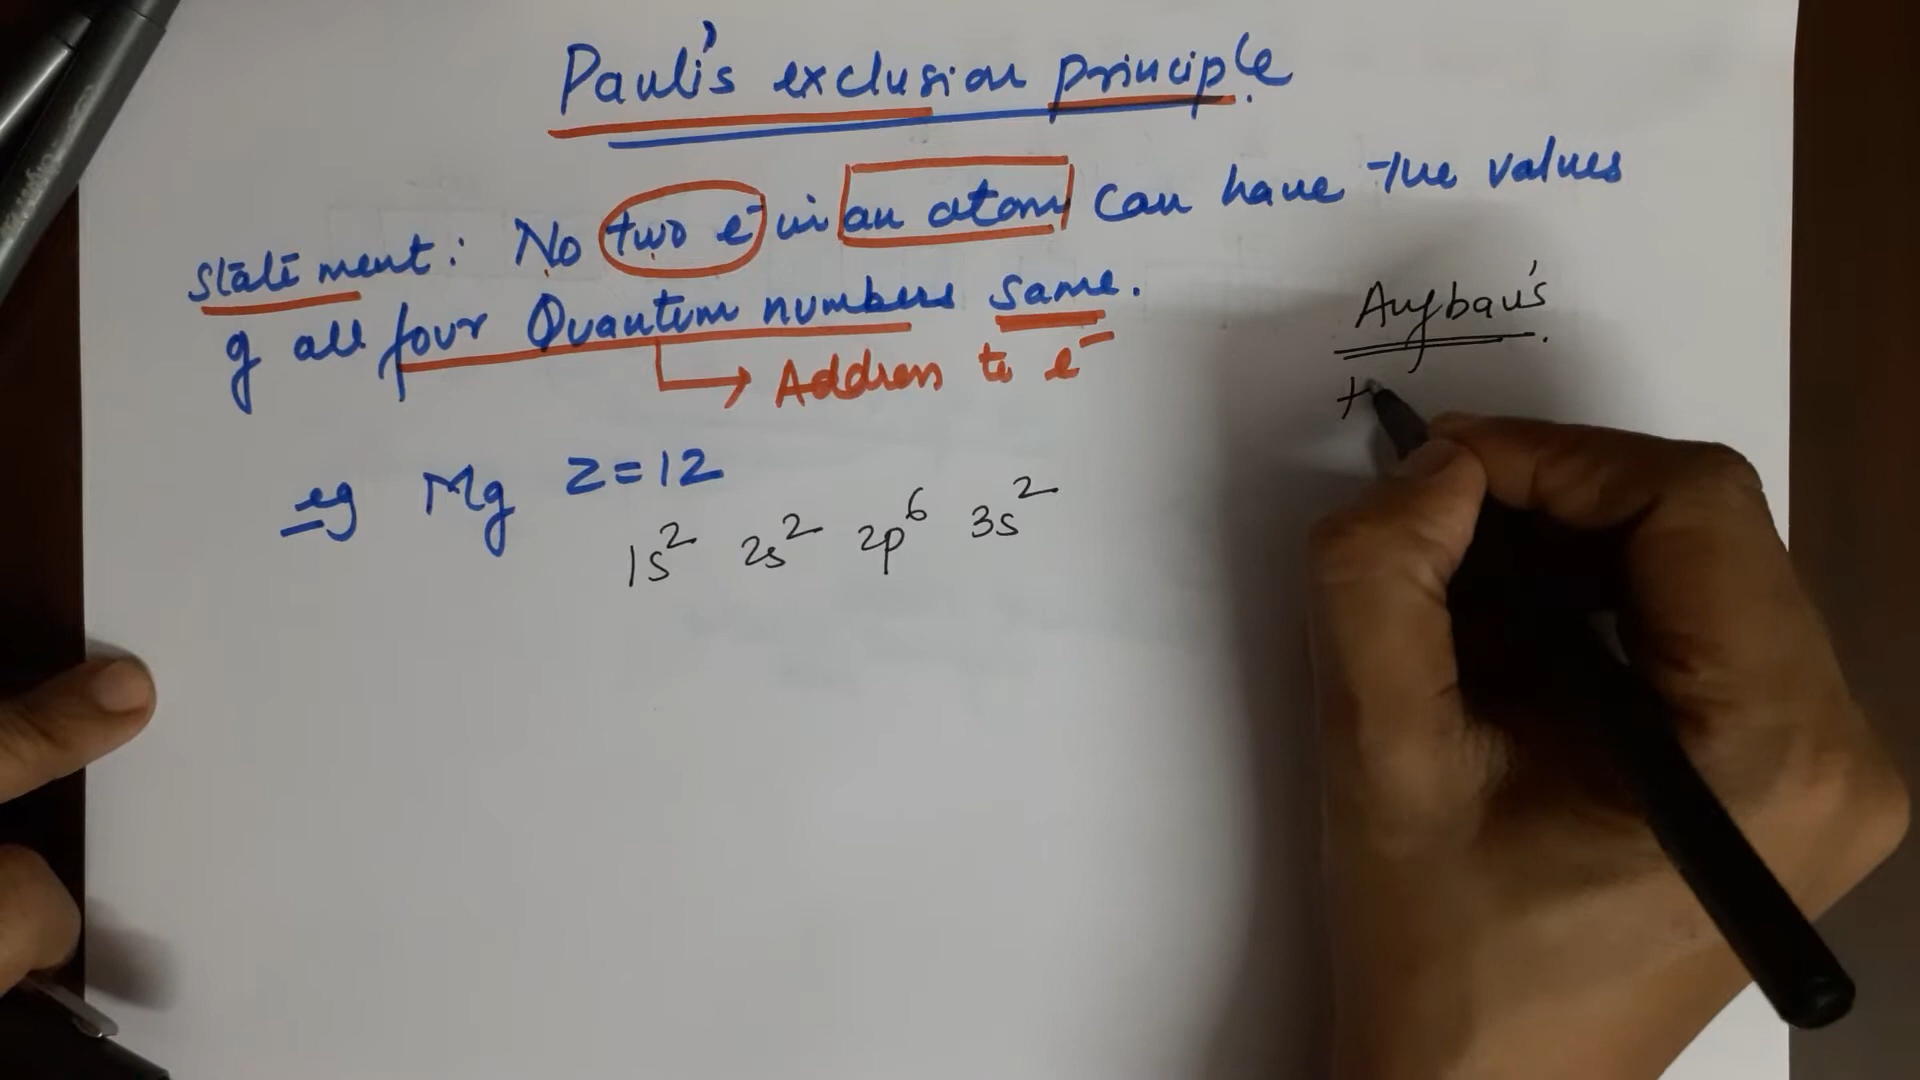 Pauli's exclusion principle.
Statement: No two e⁻ in an atom can have the values
of all four Quantum numbers same.
Address to e⁻
Aufbau's
eg Mg Z=12
1s² 2s² 2p⁶ 3s²